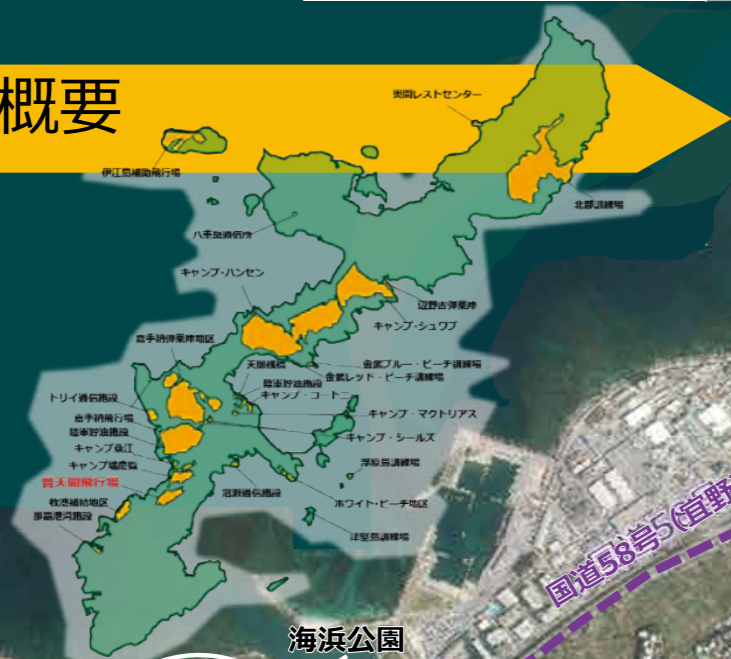 概要
奥間レストセンター
伊江島補助飛行場
北部訓練場
八重岳通信所
キャンプ・ハンセン
辺野古弾薬庫
キャンプ・シュワブ
嘉手納弾薬庫地区
天願桟橋
金武ブルー・ビーチ訓練場
金武レッド・ビーチ訓練場
陸軍貯油施設
キャンプ・コートニー
トリイ通信施設
キャンプ・マクトリアス
嘉手納飛行場
陸軍貯油施設
キャンプ・シールズ
キャンプ桑江
キャンプ瑞慶覧
浮原島訓練場
普天間飛行場
泡瀬通信施設
牧港補給地区
ホワイト・ビーチ地区
那覇港湾施設
津堅島訓練場
国道58号
宜野
海浜公園